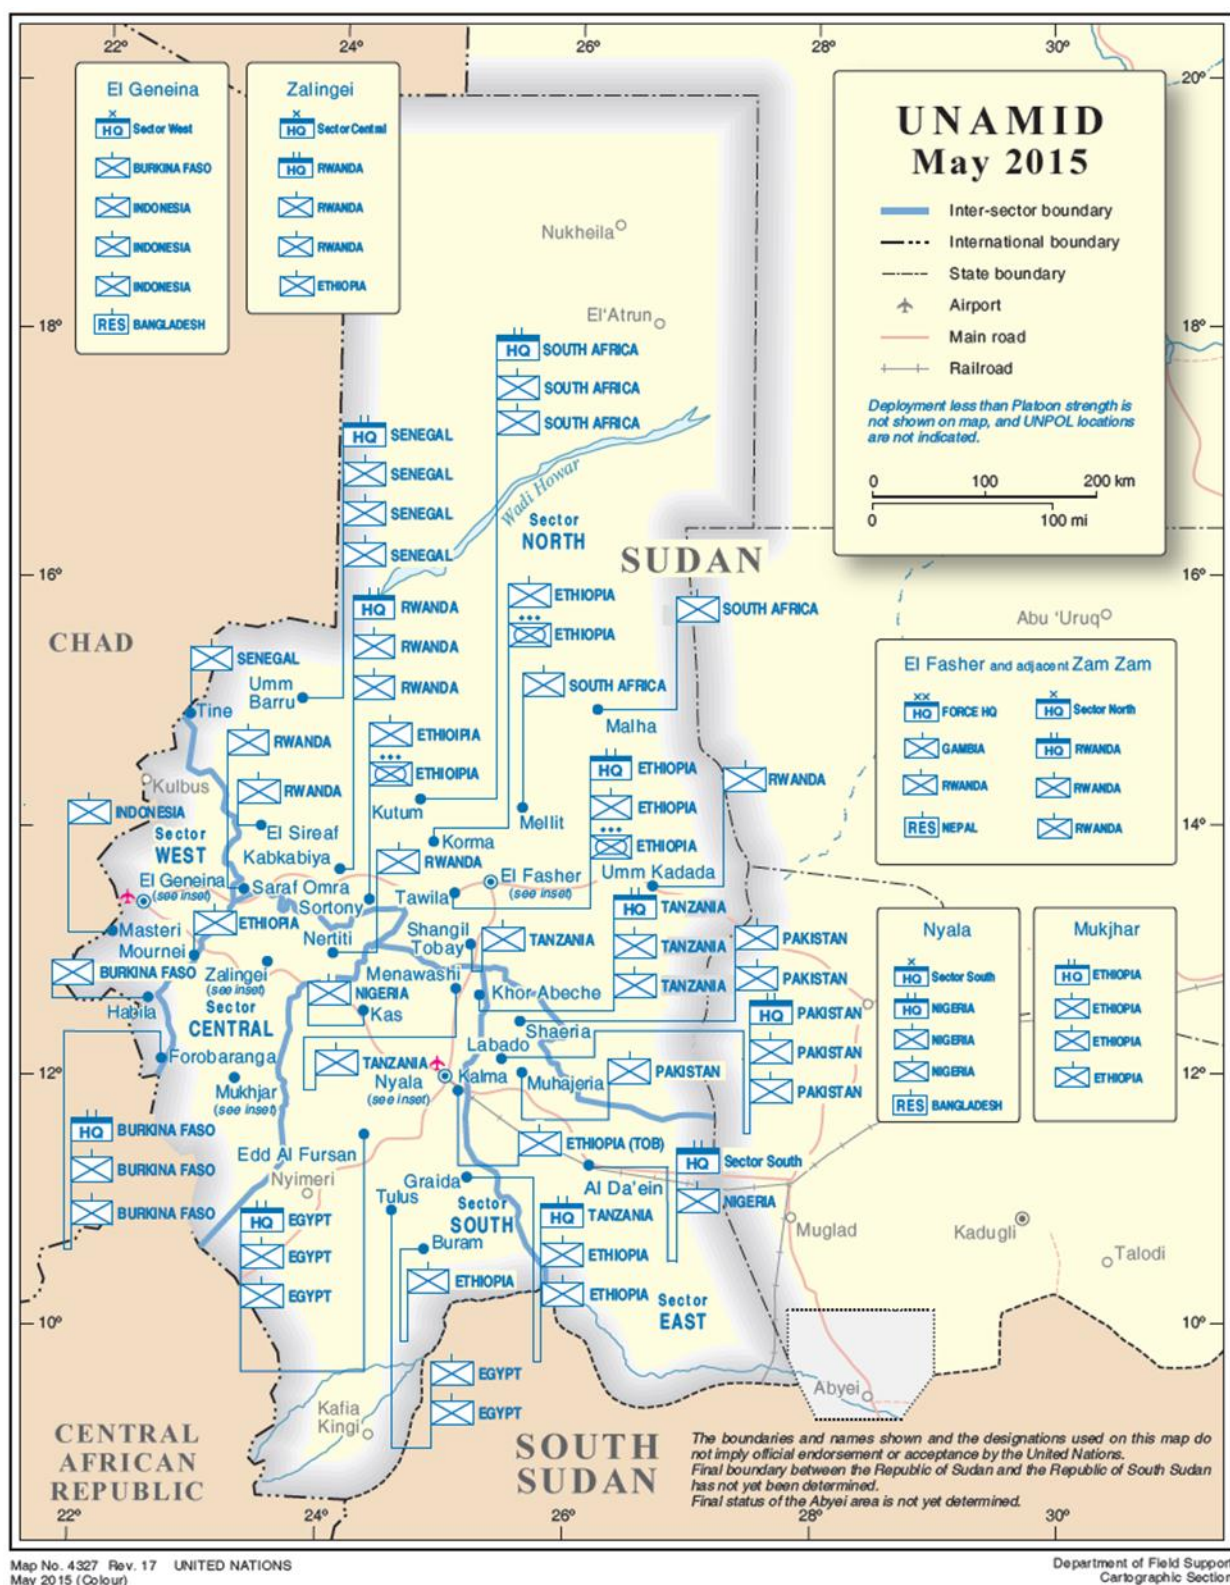 22°
24°
26°
28°
30°
20°
18°
16°
14°
12°
10°
18°
16°
12°
10°
22°
24°
26°
28°
30°
El Geneina
HQ Sector West
BURKINA FASO
INDONESIA
INDONESIA
INDONESIA
RES BANGLADESH
Zalingei
HQ Sector Central
HQ RWANDA
RWANDA
RWANDA
ETHIOPIA
UNAMID
May 2015
Inter-sector boundary
International boundary
State boundary
Airport
Main road
Railroad
Deployment less than Platoon strength is
not shown on map, and UNPOL locations
are not indicated.
0 100 200 km
0 100 mi
Nukheila
El'Atrun
HQ SOUTH AFRICA
SOUTH AFRICA
SOUTH AFRICA
HQ SENEGAL
SENEGAL
SENEGAL
SENEGAL
Wadi Howar
Sector
NORTH
SUDAN
HQ RWANDA
RWANDA
RWANDA
ETHIOPIA
ETHIOPIA
SOUTH AFRICA
SOUTH AFRICA
Abu 'Uruq
CHAD
SENEGAL
Umm
Barru
Tine
Malha
RWANDA
ETHIOIPIA
ETHIOIPIA
RWANDA
Kulbus
INDONESIA
Kutum
HQ ETHIOPIA
ETHIOPIA
ETHIOPIA
RWANDA
Mellit
El Sireaf
Korma
Sector
WEST
Kabkabiya
RWANDA
El Geneina
(see inset)
Saraf Omra
Sortony
Tawila
El Fasher
(see inset)
Umm Kadada
El Fasher and adjacent Zam Zam
HQ FORCE HQ
HQ Sector North
GAMBIA
HQ RWANDA
RWANDA
RWANDA
RES NEPAL
RWANDA
HQ TANZANIA
TANZANIA
TANZANIA
Masteri
Mournei
ETHIOPIA
Nertiti
Shangil
Tobay
TANZANIA
PAKISTAN
PAKISTAN
BURKINA FASO
Zalingei
(see inset)
Menawashi
NIGERIA
Khor Abeche
Habila
Sector
CENTRAL
Kas
Shaeria
HQ PAKISTAN
PAKISTAN
PAKISTAN
Labado
Forobaranga
TANZANIA
Mukhjar
(see inset)
Nyala
(see inset)
Kalma
Muhajeria
PAKISTAN
Nyala
HQ Sector South
HQ NIGERIA
NIGERIA
NIGERIA
RES BANGLADESH
Mukjhar
HQ ETHIOPIA
ETHIOPIA
ETHIOPIA
ETHIOPIA
HQ BURKINA FASO
BURKINA FASO
BURKINA FASO
Edd Al Fursan
Nyimeri
ETHIOPIA (TOB)
Graida
Tulus
Al Da'ein
HQ Sector South
NIGERIA
Sector
SOUTH
HQ EGYPT
EGYPT
EGYPT
Buram
ETHIOPIA
HQ TANZANIA
ETHIOPIA
ETHIOPIA
Sector
EAST
Muglad
Kadugli
Talodi
Abyei
EGYPT
EGYPT
Kafia
Kingi
CENTRAL
AFRICAN
REPUBLIC
SOUTH
SUDAN
The boundaries and names shown and the designations used on this map do
not imply official endorsement or acceptance by the United Nations.
Final boundary between the Republic of Sudan and the Republic of South Sudan
has not yet been determined.
Final status of the Abyei area is not yet determined.
Map No. 4327 Rev. 17 UNITED NATIONS
May 2015 (Colour)
Department of Field Support
Cartographic Section